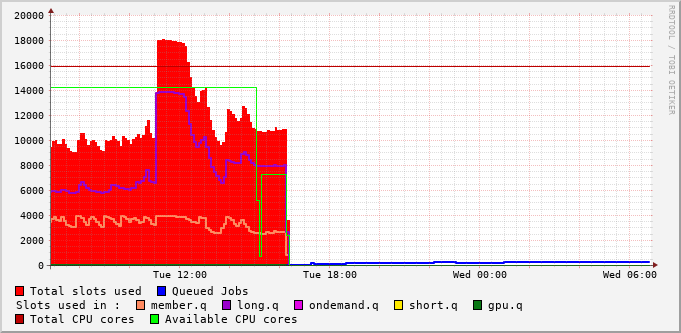 20000
18000
16000
14000
12000
10000
8000
6000
4000
2000
0
Tue 12:00 Tue 18:00 Wed 00:00 Wed 06:00
RRDTOOL / TOBI OETIKER
Total slots used Queued Jobs
Slots used in : member.q long.q ondemand.q short.q gpu.q
Total CPU cores Available CPU cores